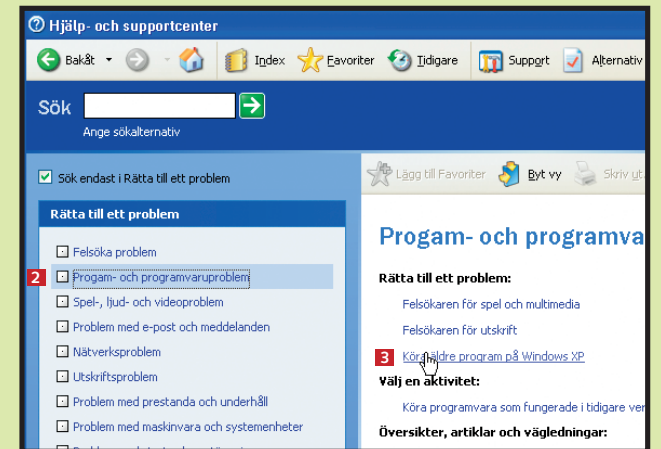 Hjälp- och supportcenter
Bakåt Index Favoriter Tidigare Support Alternativ
Sök
Ange sökalternativ
Sök endast i Rätta till ett problem
Rätta till ett problem
Felsöka problem
2 Progam- och programvaruproblem
Spel-, ljud- och videoproblem
Problem med e-post och meddelanden
Nätverksproblem
Utskriftsproblem
Problem med prestanda och underhåll
Problem med maskinvara och systemenheter
Lägg till Favoriter Byt vy Skriv ut
Progam- och programva
Rätta till ett problem:
Felsökaren för spel och multimedia
Felsökaren för utskrift
3 Köra äldre program på Windows XP
Välj en aktivitet:
Köra programvara som fungerade i tidigare ver
Översikter, artiklar och vägledningar: